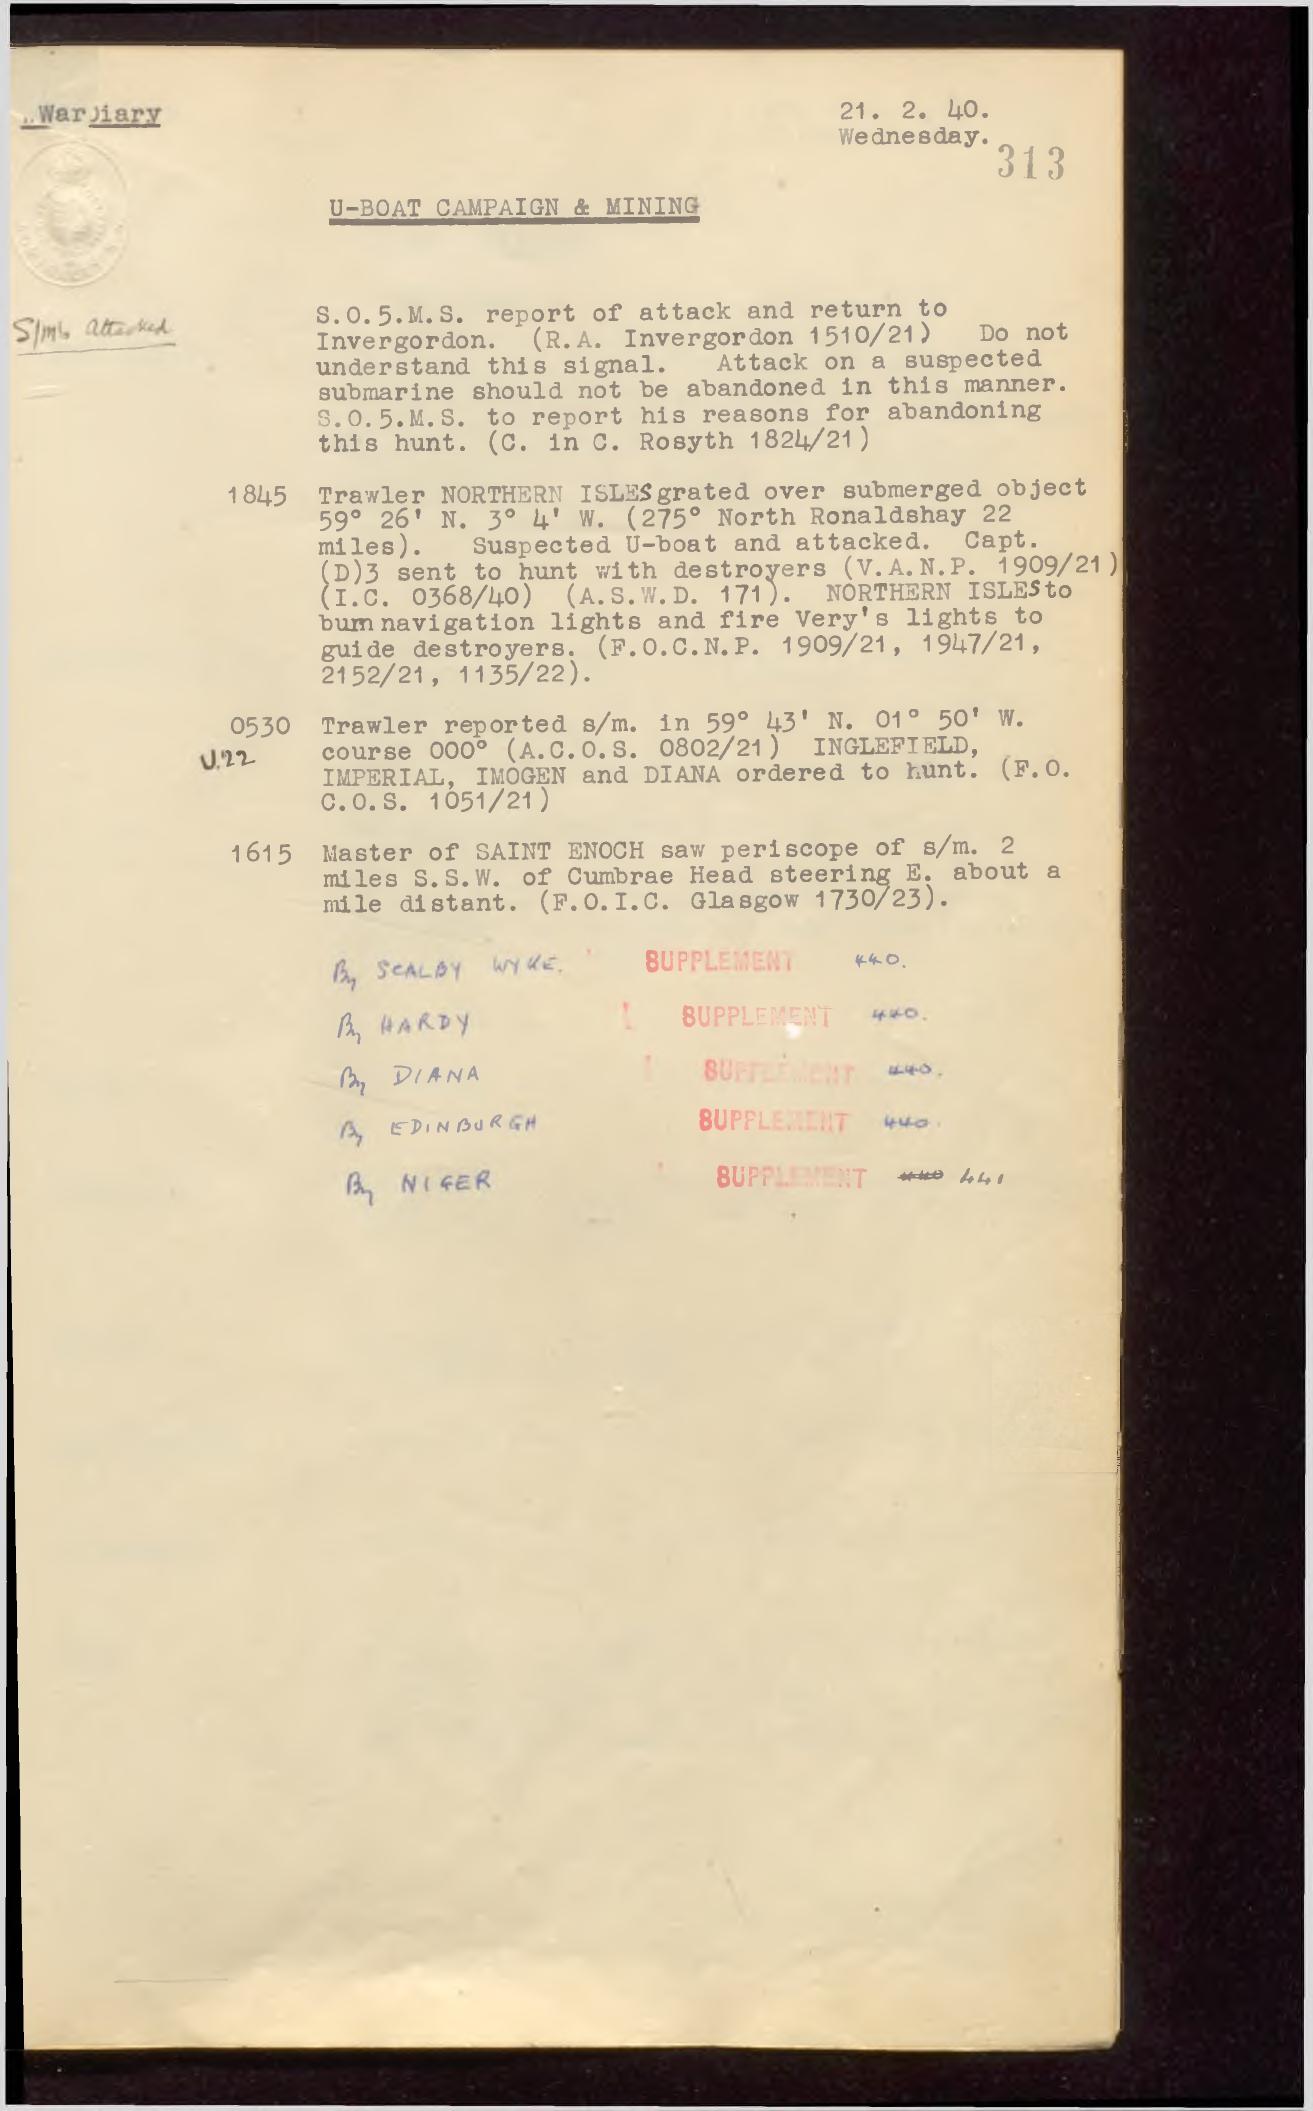 War Diary
21. 2. 40.
Wednesday.
313
U-BOAT CAMPAIGN & MINING
S/ms Attacked
S.O.5.M.S. report of attack and return to
Invergordon. (R.A. Invergordon 1510/21) Do not
understand this signal. Attack on a suspected
submarine should not be abandoned in this manner.
S.O.5.M.S. to report his reasons for abandoning
this hunt. (C. in C. Rosyth 1824/21)
1845 Trawler NORTHERN ISLES grated over submerged object
59° 26' N. 3° 4' W. (275° North Ronaldshay 22
miles). Suspected U-boat and attacked. Capt.
(D)3 sent to hunt with destroyers (V.A.N.P. 1909/21)
(I.C. 0368/40) (A.S.W.D. 171). NORTHERN ISLES to
burn navigation lights and fire Very's lights to
guide destroyers. (F.O.C.N.P. 1909/21, 1947/21,
2152/21, 1135/22).
0530 Trawler reported s/m. in 59° 43' N. 01° 50' W.
U.22 course 000° (A.C.O.S. 0802/21) INGLEFIELD,
IMPERIAL, IMOGEN and DIANA ordered to hunt. (F.O.
C.O.S. 1051/21)
1615 Master of SAINT ENOCH saw periscope of s/m. 2
miles S.S.W. of Cumbrae Head steering E. about a
mile distant. (F.O.I.C. Glasgow 1730/23).
By SCALBY WYKE. SUPPLEMENT 440.
By HARDY SUPPLEMENT 440.
By DIANA SUPPLEMENT 440.
By EDINBURGH SUPPLEMENT 440.
By NIGER SUPPLEMENT 440 441